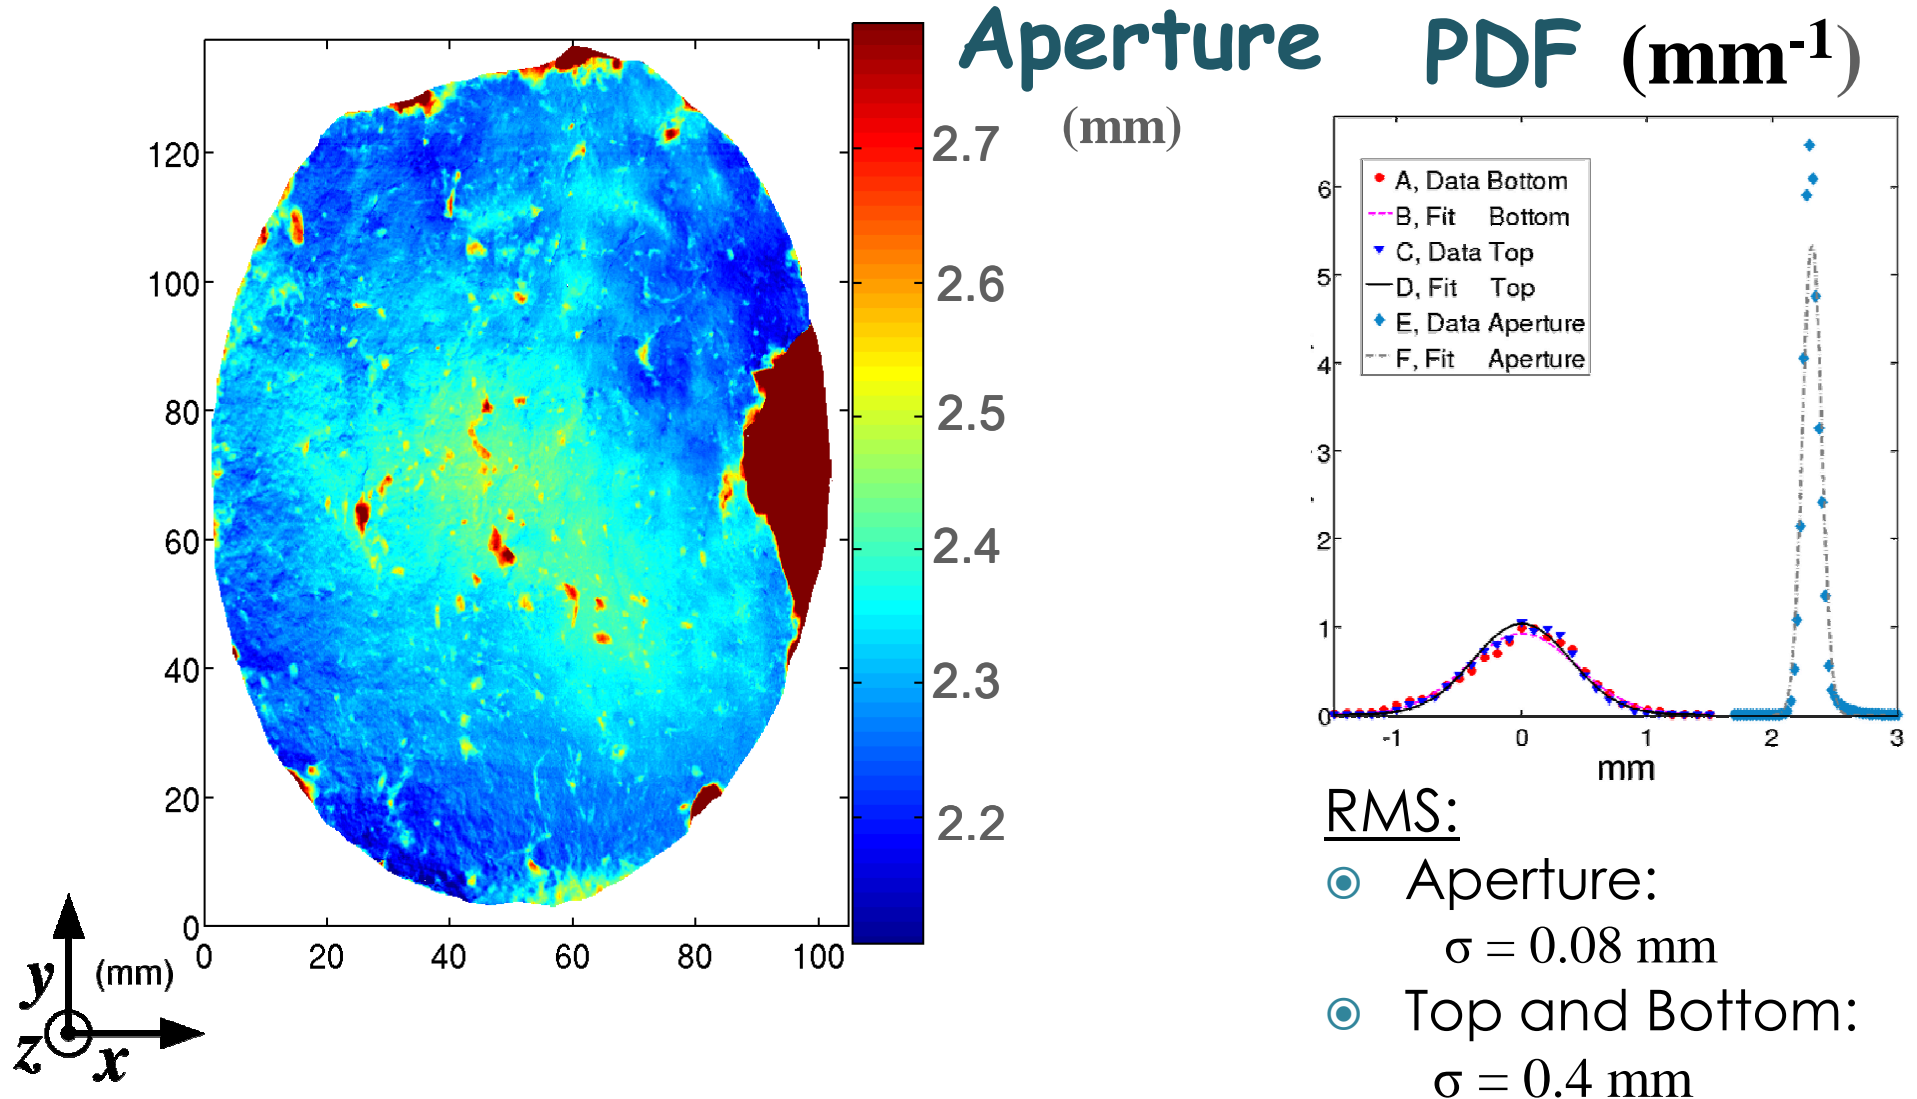 Aperture
(mm)
PDF (mm⁻¹)
120
100
80
60
40
20
0
0 20 40 60 80 100
2.7
2.6
2.5
2.4
2.3
2.2
y (mm)
z x
A, Data Bottom
B, Fit Bottom
C, Data Top
D, Fit Top
E, Data Aperture
F, Fit Aperture
6
5
4
3
2
1
0
-1 0 1 2 3
mm
RMS:
Aperture:
σ = 0.08 mm
Top and Bottom:
σ = 0.4 mm